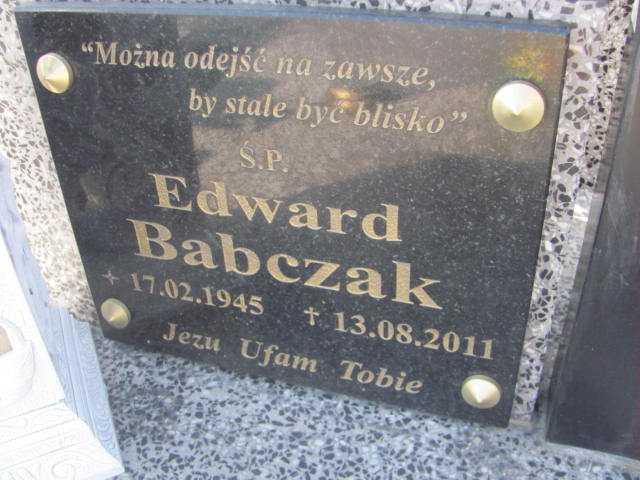 "Można odejść na zawsze,
by stale być blisko"
Ś.P.
Edward
Babczak
+ 17.02.1945 † 13.08.2011
Jezu Ufam Tobie